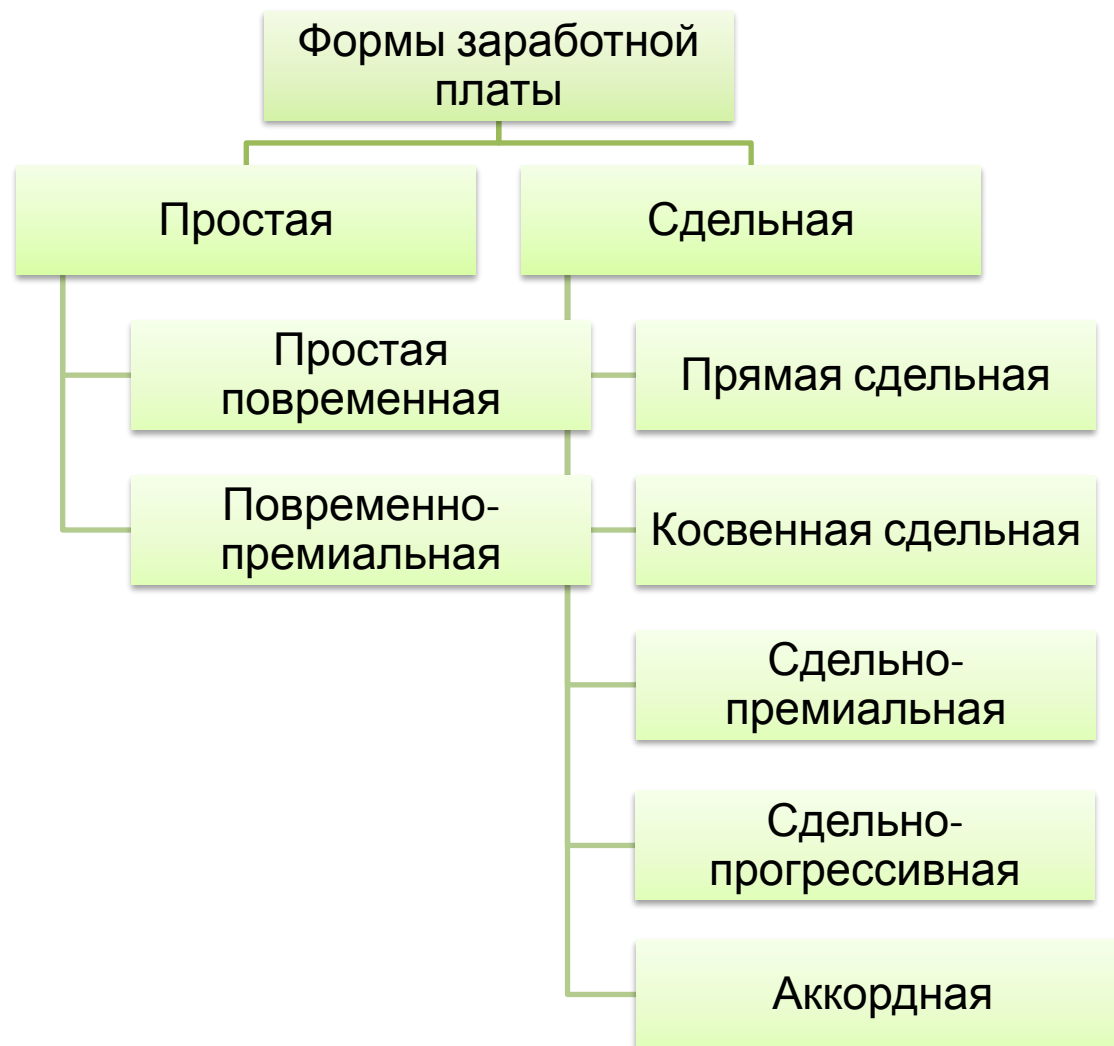 Формы заработной
платы
Простая
Сдельная
Простая
повременная
Прямая сдельная
Повременно-
премиальная
Косвенная сдельная
Сдельно-
премиальная
Сдельно-
прогрессивная
Аккордная